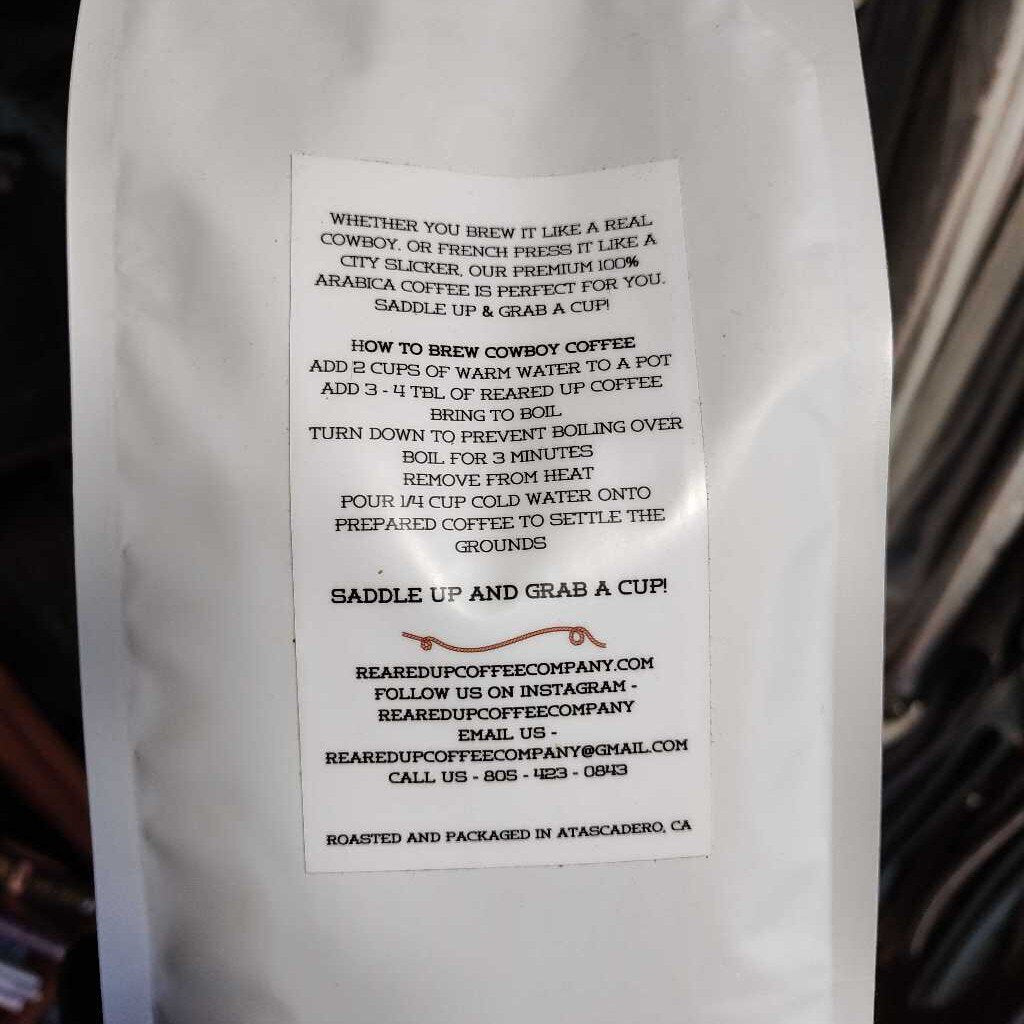 WHETHER YOU BREW IT LIKE A REAL
COWBOY, OR FRENCH PRESS IT LIKE A
CITY SLICKER, OUR PREMIUM 100%
ARABICA COFFEE IS PERFECT FOR YOU.
SADDLE UP & GRAB A CUP!
HOW TO BREW COWBOY COFFEE
ADD 2 CUPS OF WARM WATER TO A POT
ADD 3 - 4 TBL OF REARED UP COFFEE
BRING TO BOIL
TURN DOWN TO PREVENT BOILING OVER
BOIL FOR 3 MINUTES
REMOVE FROM HEAT
POUR 1/4 CUP COLD WATER ONTO
PREPARED COFFEE TO SETTLE THE
GROUNDS
SADDLE UP AND GRAB A CUP!
REAREDUPCOFFEECOMPANY.COM
FOLLOW US ON INSTAGRAM -
REAREDUPCOFFEECOMPANY
EMAIL US -
REAREDUPCOFFEECOMPANY@GMAIL.COM
CALL US - 805 - 423 - 0843
ROASTED AND PACKAGED IN ATASCADERO, CA